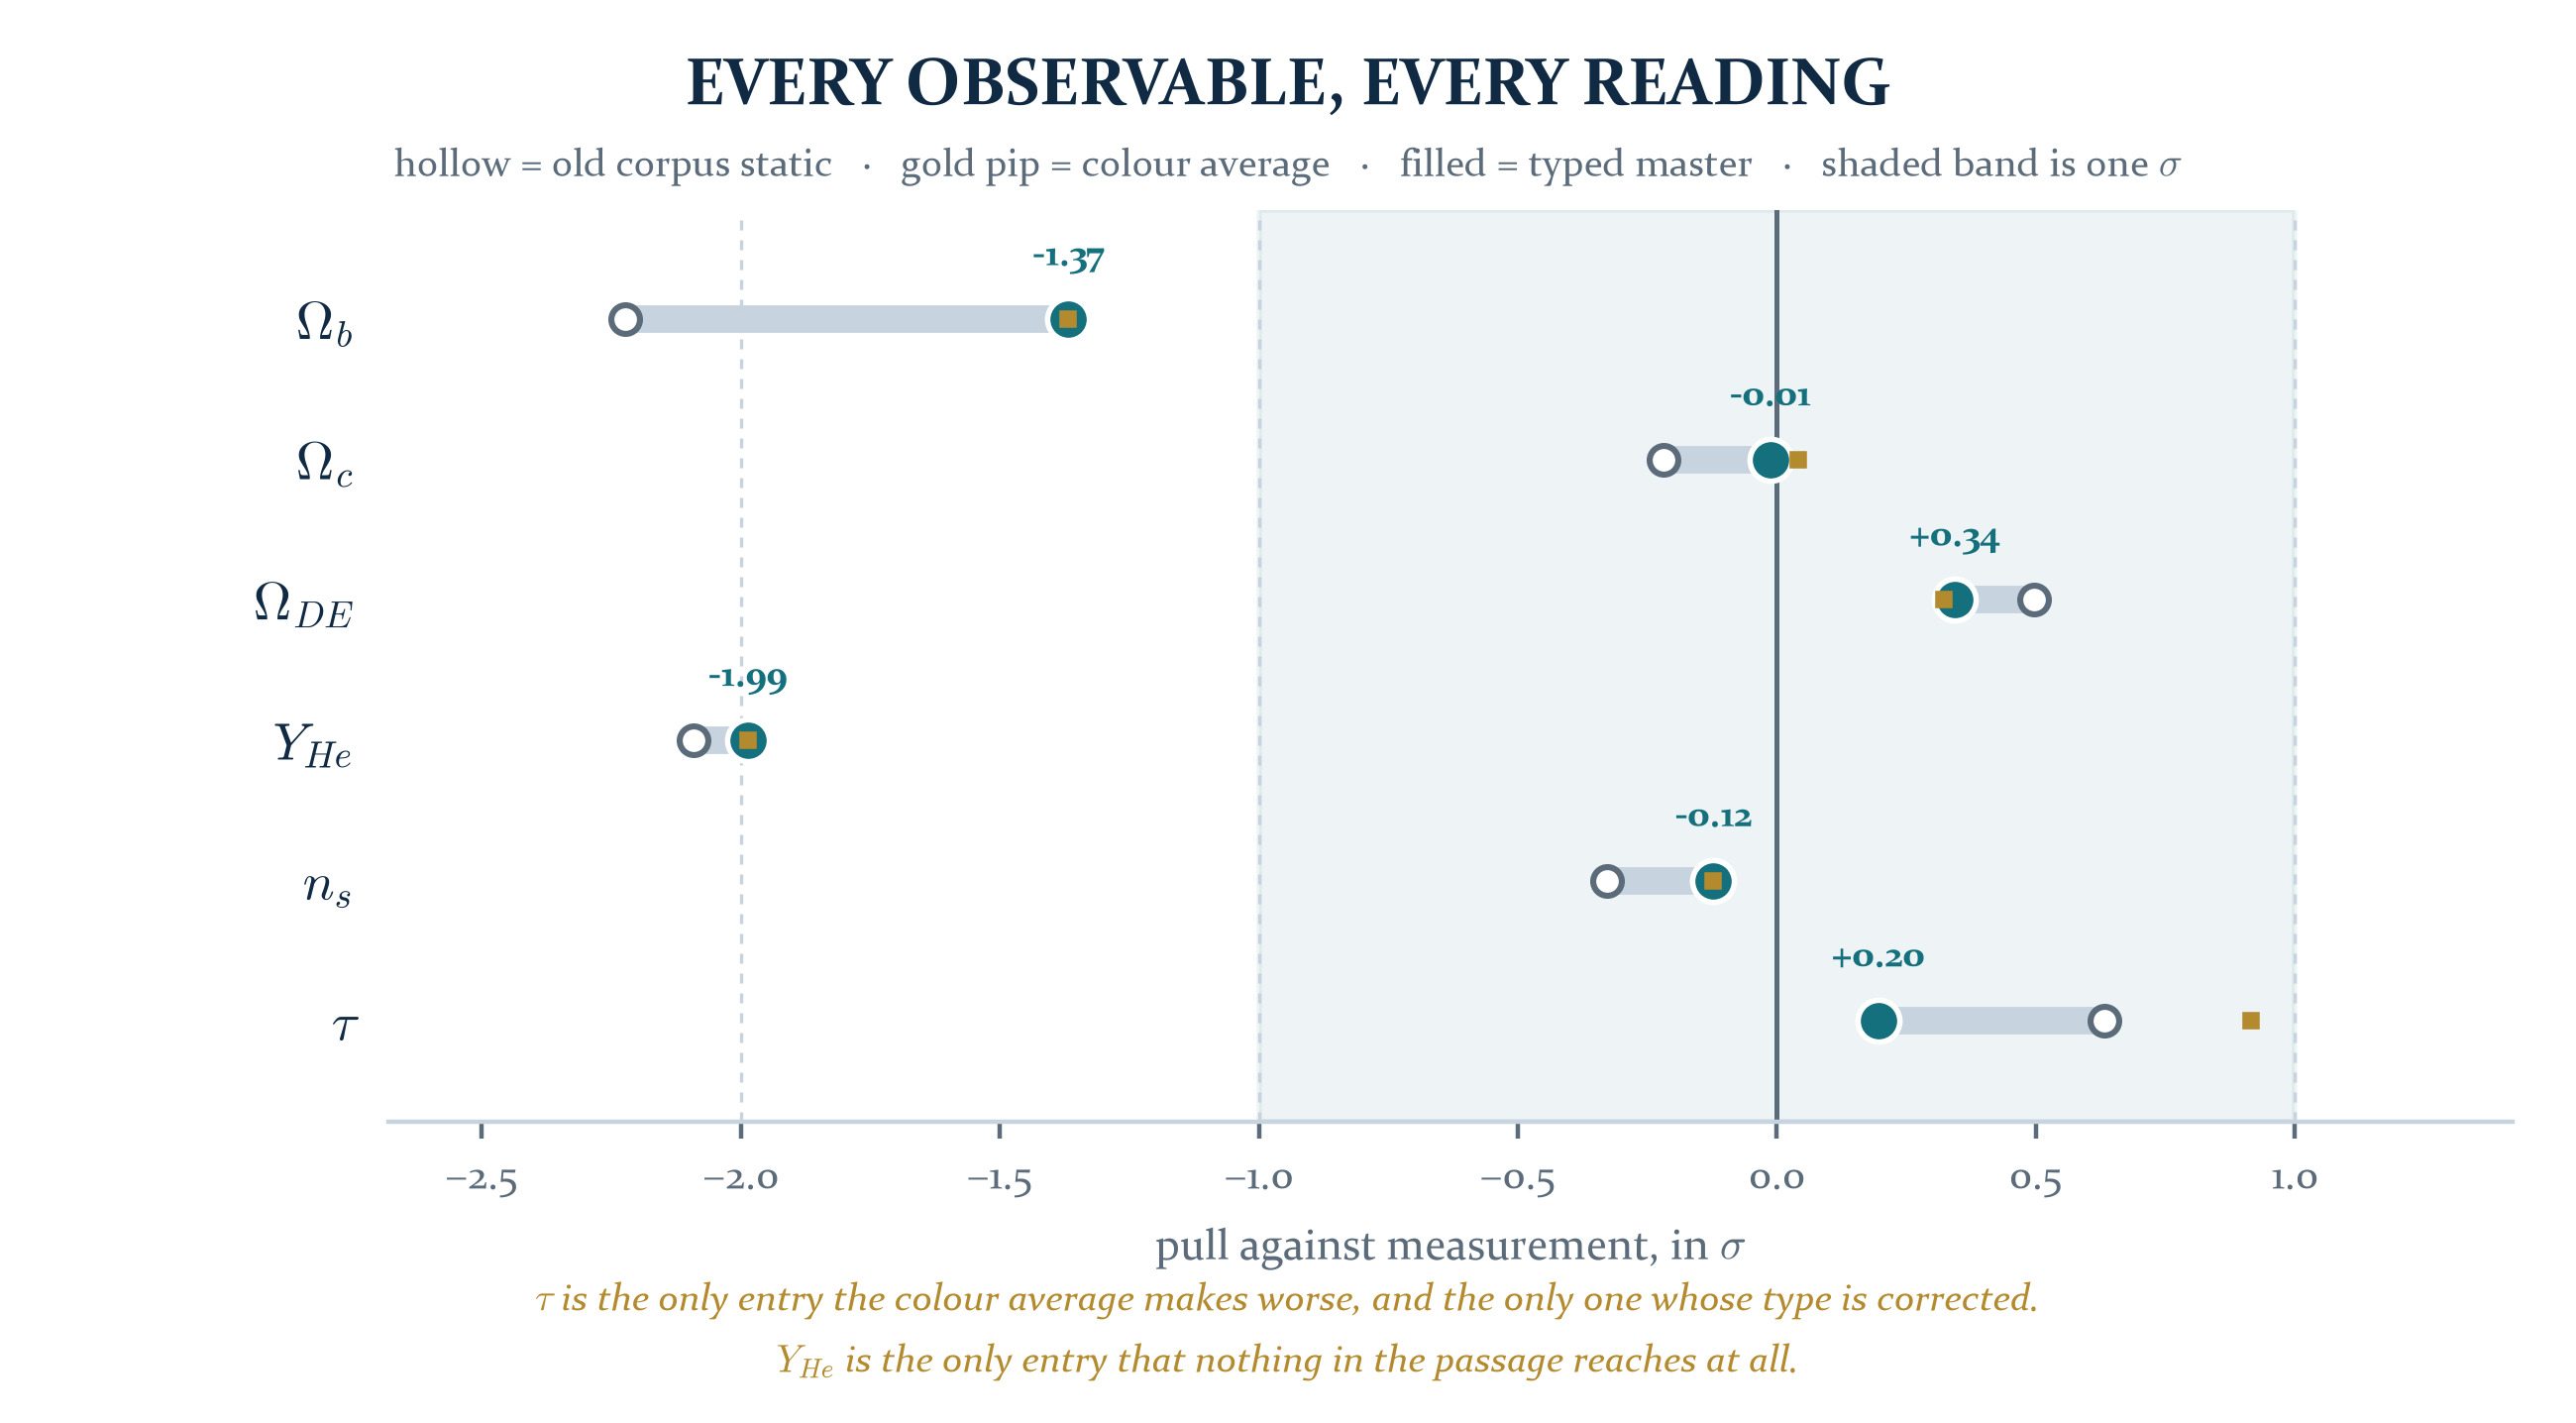 EVERY OBSERVABLE, EVERY READING
hollow = old corpus static · gold pip = colour average · filled = typed master · shaded band is one σ
-1.37
Ω_b
-0.01
Ω_c
+0.34
Ω_DE
-1.99
Y_He
-0.12
n_s
+0.20
τ
−2.5 −2.0 −1.5 −1.0 −0.5 0.0 0.5 1.0
pull against measurement, in σ
τ is the only entry the colour average makes worse, and the only one whose type is corrected.
Y_He is the only entry that nothing in the passage reaches at all.